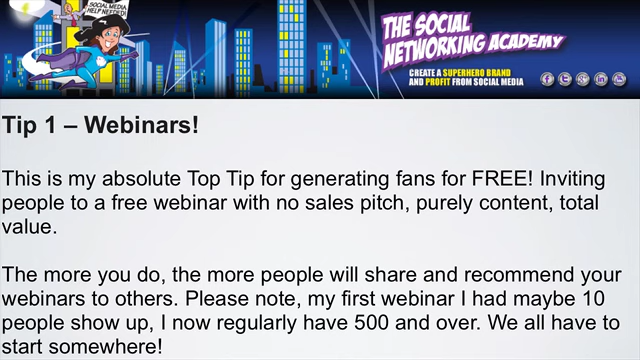 SOCIAL MEDIA
HELP NEEDED!
THE SOCIAL
NETWORKING ACADEMY
CREATE A SUPERHERO BRAND
AND PROFIT FROM SOCIAL MEDIA
Tip 1 – Webinars!
This is my absolute Top Tip for generating fans for FREE! Inviting
people to a free webinar with no sales pitch, purely content, total
value.
The more you do, the more people will share and recommend your
webinars to others. Please note, my first webinar I had maybe 10
people show up, I now regularly have 500 and over. We all have to
start somewhere!